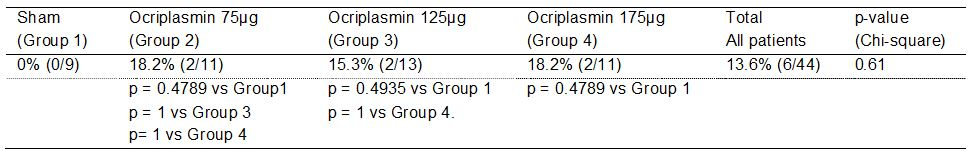 Sham Ocriplasmin 75µg Ocriplasmin 125µg Ocriplasmin 175µg Total p-value
(Group 1) (Group 2) (Group 3) (Group 4) All patients (Chi-square)
0% (0/9) 18.2% (2/11) 15.3% (2/13) 18.2% (2/11) 13.6% (6/44) 0.61
p = 0.4789 vs Group1 p = 0.4935 vs Group 1 p = 0.4789 vs Group 1
p = 1 vs Group 3 p = 1 vs Group 4.
p= 1 vs Group 4